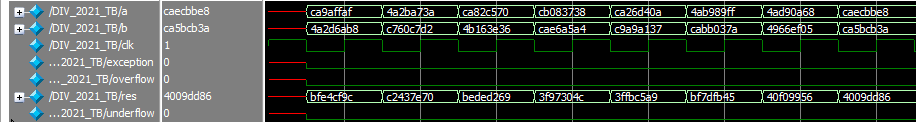 /DIV_2021_TB/a caecbbe8 ca9affaf 4a2ba73a ca82c570 cb083738 ca26d40a 4ab989ff 4ad90a68 caecbbe8
/DIV_2021_TB/b ca5bcb3a 4a2d6ab8 c760c7d2 4b163e36 cae6a5a4 c9a9a137 cabb037a 4966ef05 ca5bcb3a
/DIV_2021_TB/clk 1
...2021_TB/exception 0
..._2021_TB/overflow 0
/DIV_2021_TB/res 4009dd86 bfe4cf9c c2437e70 beded269 3f97304c 3ffbc5a9 bf7dfb45 40f09956 4009dd86
...2021_TB/underflow 0